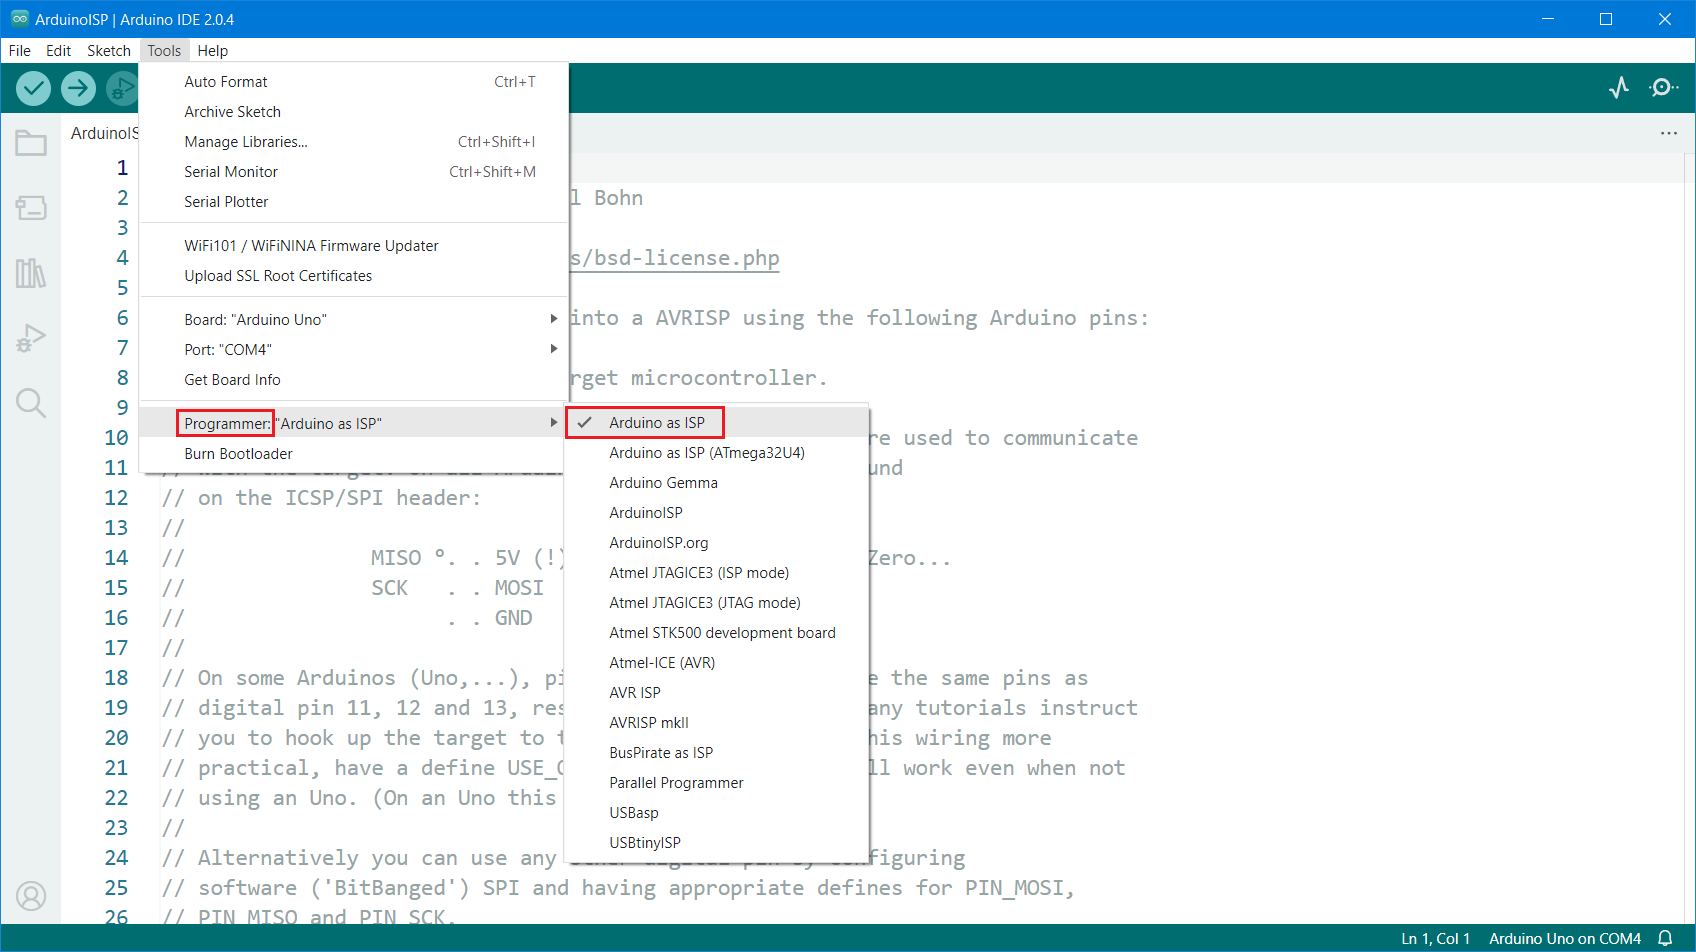 ArduinoISP | Arduino IDE 2.0.4
File Edit Sketch Tools Help
Auto Format Ctrl+T
Archive Sketch
Manage Libraries... Ctrl+Shift+I
Serial Monitor Ctrl+Shift+M
Serial Plotter
WiFi101 / WiFiNINA Firmware Updater
Upload SSL Root Certificates
Board: "Arduino Uno"
Port: "COM4"
Get Board Info
Programmer: "Arduino as ISP"
Burn Bootloader
Arduino as ISP
Arduino as ISP (ATmega32U4)
Arduino Gemma
ArduinoISP
ArduinoISP.org
Atmel JTAGICE3 (ISP mode)
Atmel JTAGICE3 (JTAG mode)
Atmel STK500 development board
Atmel-ICE (AVR)
AVR ISP
AVRISP mkII
BusPirate as ISP
Parallel Programmer
USBasp
USBtinyISP
ArduinoIS
...
1
2 l Bohn
3
4 s/bsd-license.php
5
6 into a AVRISP using the following Arduino pins:
7
8 rget microcontroller.
9
10 re used to communicate
11 // und
12 // on the ICSP/SPI header:
13 //
14 // MISO °. . 5V (!) Zero...
15 // SCK . . MOSI
16 // . . GND
17 //
18 // On some Arduinos (Uno,...), pi e the same pins as
19 // digital pin 11, 12 and 13, res any tutorials instruct
20 // you to hook up the target to t his wiring more
21 // practical, have a define USE_ ll work even when not
22 // using an Uno. (On an Uno this
23 //
24 // Alternatively you can use any configuring
25 // software ('BitBanged') SPI and having appropriate defines for PIN_MOSI,
26 // PIN_MISO and PIN_SCK.
Ln 1, Col 1 Arduino Uno on COM4